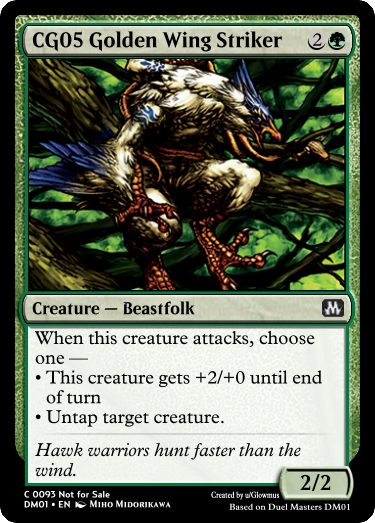 CG05 Golden Wing Striker 2
Creature — Beastfolk
When this creature attacks, choose
one —
• This creature gets +2/+0 until end
of turn
• Untap target creature.
Hawk warriors hunt faster than the
wind.
2/2
C 0093 Not for Sale
Created by u/Glowmus
DM01 • EN Miho Midorikawa
Based on Duel Masters DM01